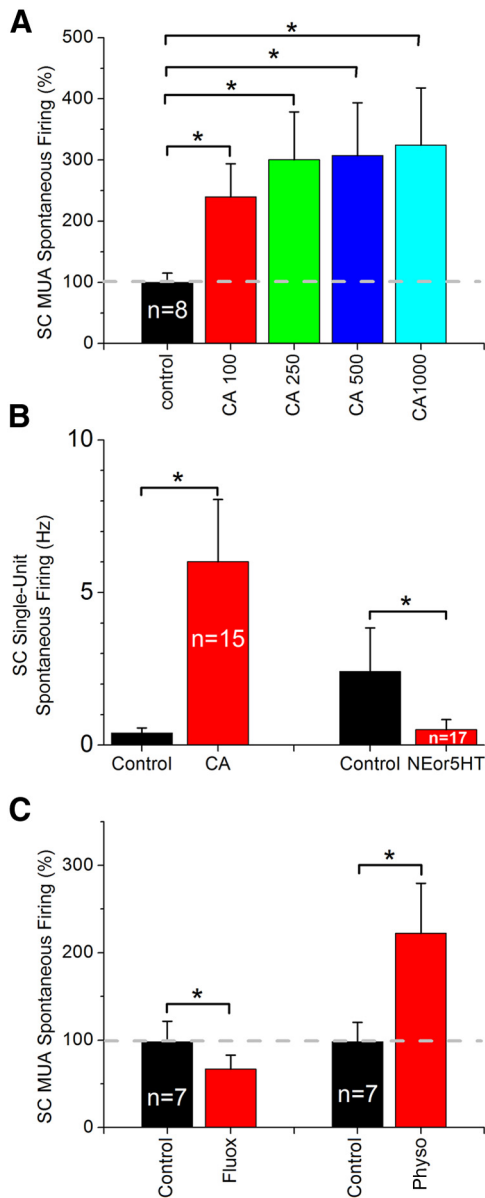 A
SC MUA Spontaneous Firing (%)
500
400
300
200
100
0
*
*
*
*
n=8
control
CA 100
CA 250
CA 500
CA1000
B
SC Single-Unit
Spontaneous Firing (Hz)
10
5
0
*
*
n=15
n=17
Control
CA
Control
NEor5HT
C
SC MUA Spontaneous Firing (%)
300
200
100
0
*
*
n=7
n=7
Control
Fluox
Control
Physo